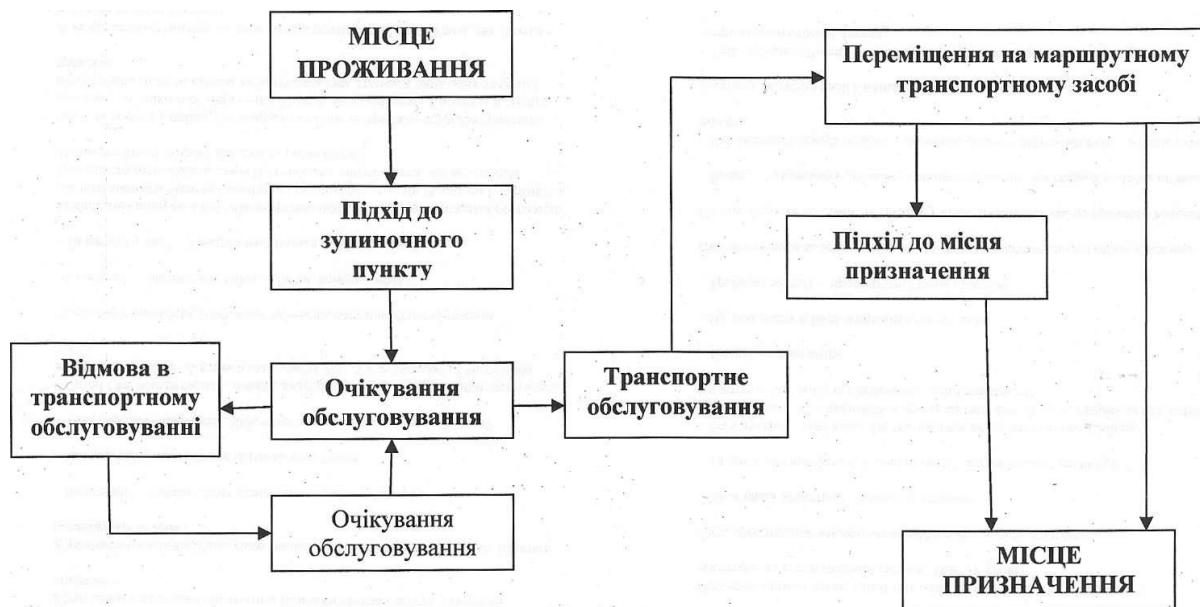 МІСЦЕ
ПРОЖИВАННЯ
Підхід до
зупиночного
пункту
Відмова в
транспортному
обслуговуванні
Очікування
обслуговування
Очікування
обслуговування
Транспортне
обслуговування
Переміщення на маршрутному
транспортному засобі
Підхід до місця
призначення
МІСЦЕ
ПРИЗНАЧЕННЯ